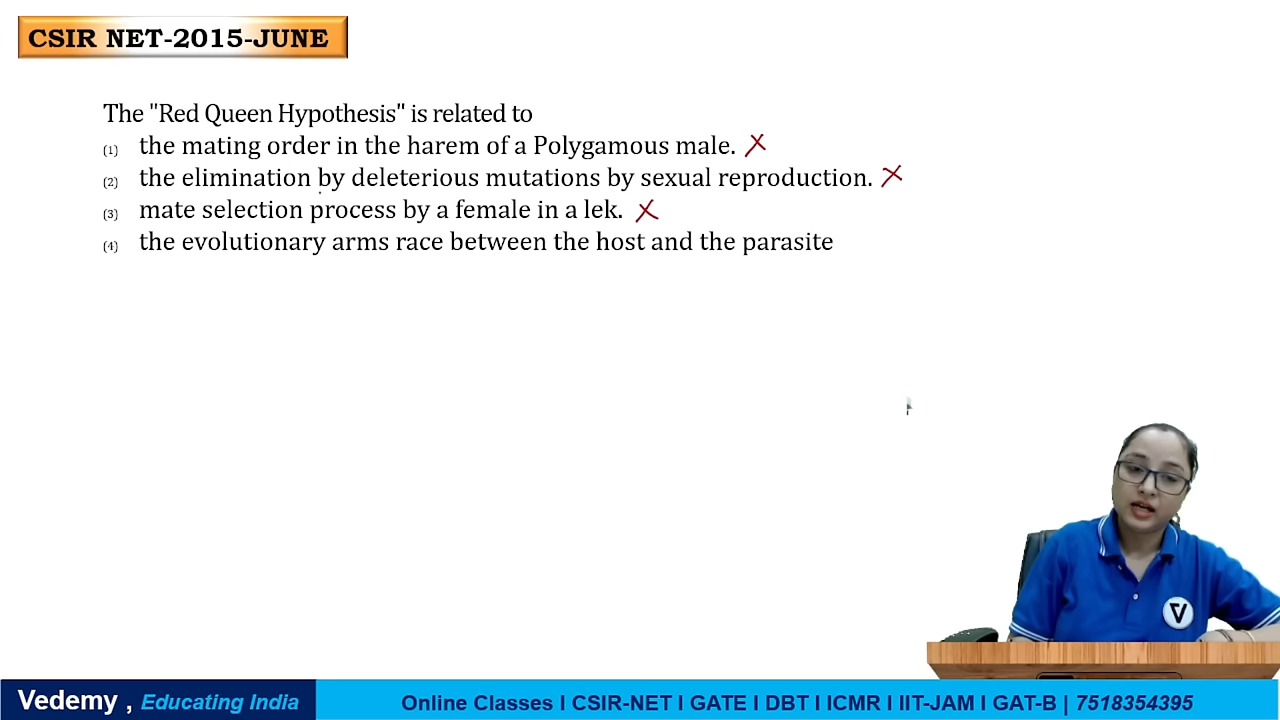 CSIR NET-2015-JUNE
The "Red Queen Hypothesis" is related to
(1) the mating order in the harem of a Polygamous male.
(2) the elimination by deleterious mutations by sexual reproduction.
(3) mate selection process by a female in a lek.
(4) the evolutionary arms race between the host and the parasite
V
Vedemy , Educating India
Online Classes I CSIR-NET I GATE I DBT I ICMR I IIT-JAM I GAT-B | 7518354395